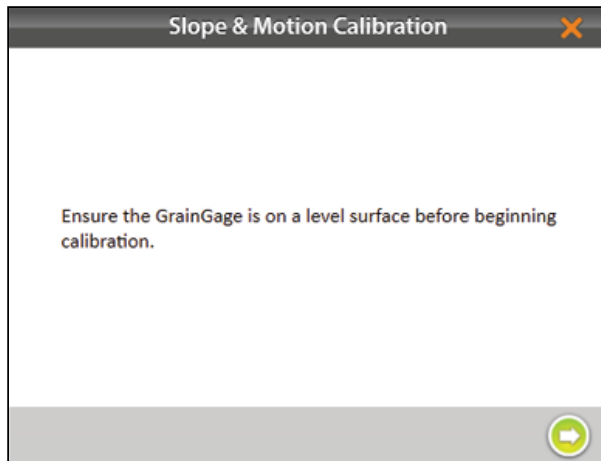 Slope & Motion Calibration
Ensure the GrainGage is on a level surface before beginning
calibration.